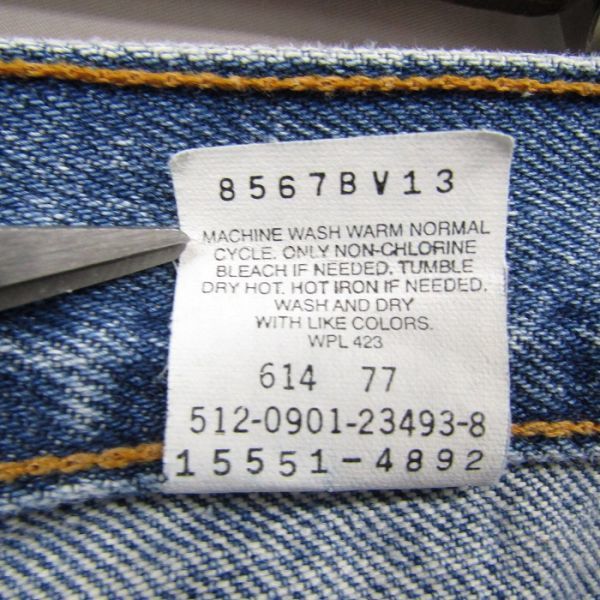 8567BV13
MACHINE WASH WARM NORMAL
CYCLE. ONLY NON-CHLORINE
BLEACH IF NEEDED. TUMBLE
DRY HOT. HOT IRON IF NEEDED.
WASH AND DRY
WITH LIKE COLORS.
WPL 423
614 77
512-0901-23493-8
15551-4892